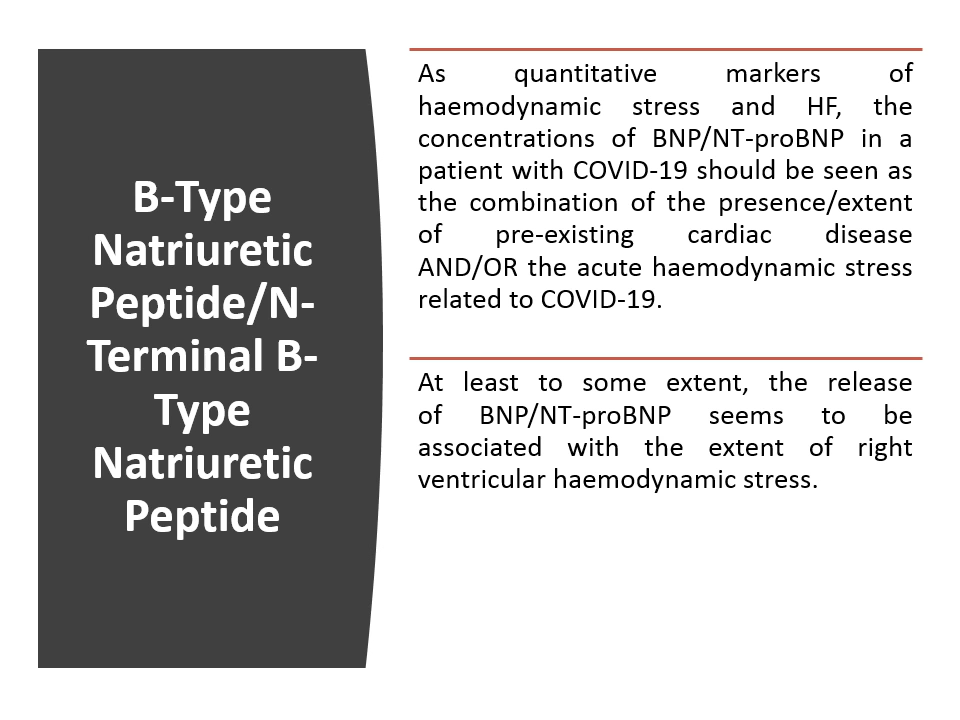 B-Type
Natriuretic
Peptide/N-
Terminal B-
Type
Natriuretic
Peptide
As quantitative markers of
haemodynamic stress and HF, the
concentrations of BNP/NT-proBNP in a
patient with COVID-19 should be seen as
the combination of the presence/extent
of pre-existing cardiac disease
AND/OR the acute haemodynamic stress
related to COVID-19.
At least to some extent, the release
of BNP/NT-proBNP seems to be
associated with the extent of right
ventricular haemodynamic stress.